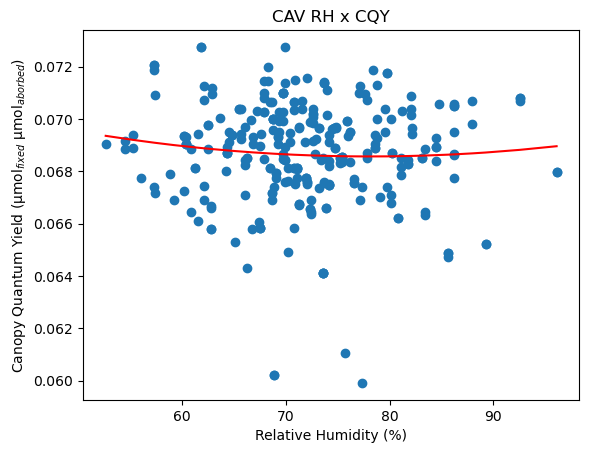 CAV RH x CQY
Canopy Quantum Yield (μmol_fixed μmol_aborbed)
0.072
0.070
0.068
0.066
0.064
0.062
0.060
60 70 80 90
Relative Humidity (%)